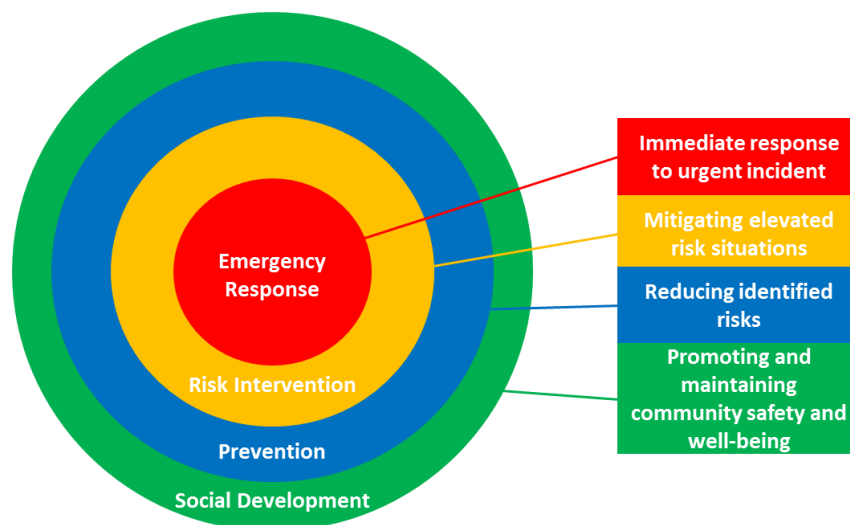 Emergency
Response
Risk Intervention
Prevention
Social Development
Immediate response
to urgent incident
Mitigating elevated
risk situations
Reducing identified
risks
Promoting and
maintaining
community safety and
well-being